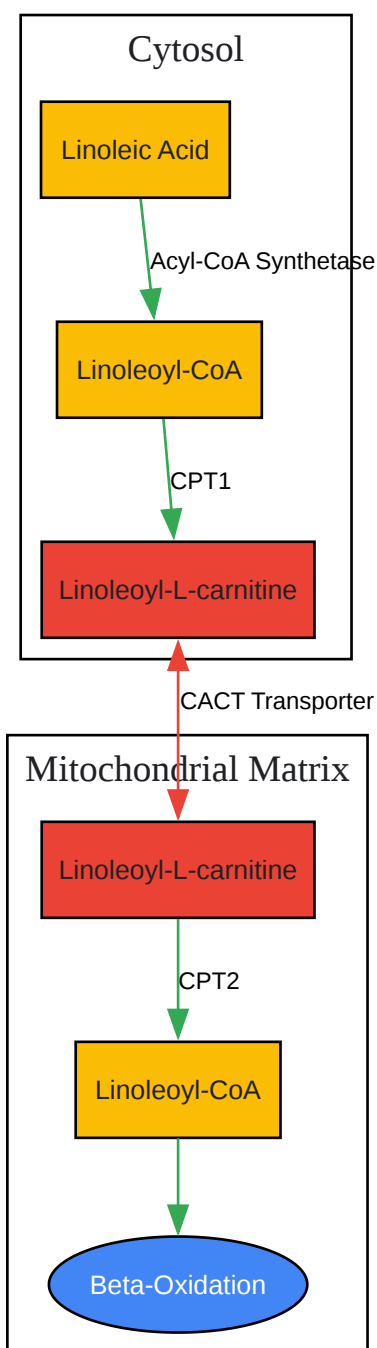 Cytosol
Linoleic Acid
Acyl-CoA Synthetase
Linoleoyl-CoA
CPT1
Linoleoyl-L-carnitine
CACT Transporter
Mitochondrial Matrix
Linoleoyl-L-carnitine
CPT2
Linoleoyl-CoA
Beta-Oxidation